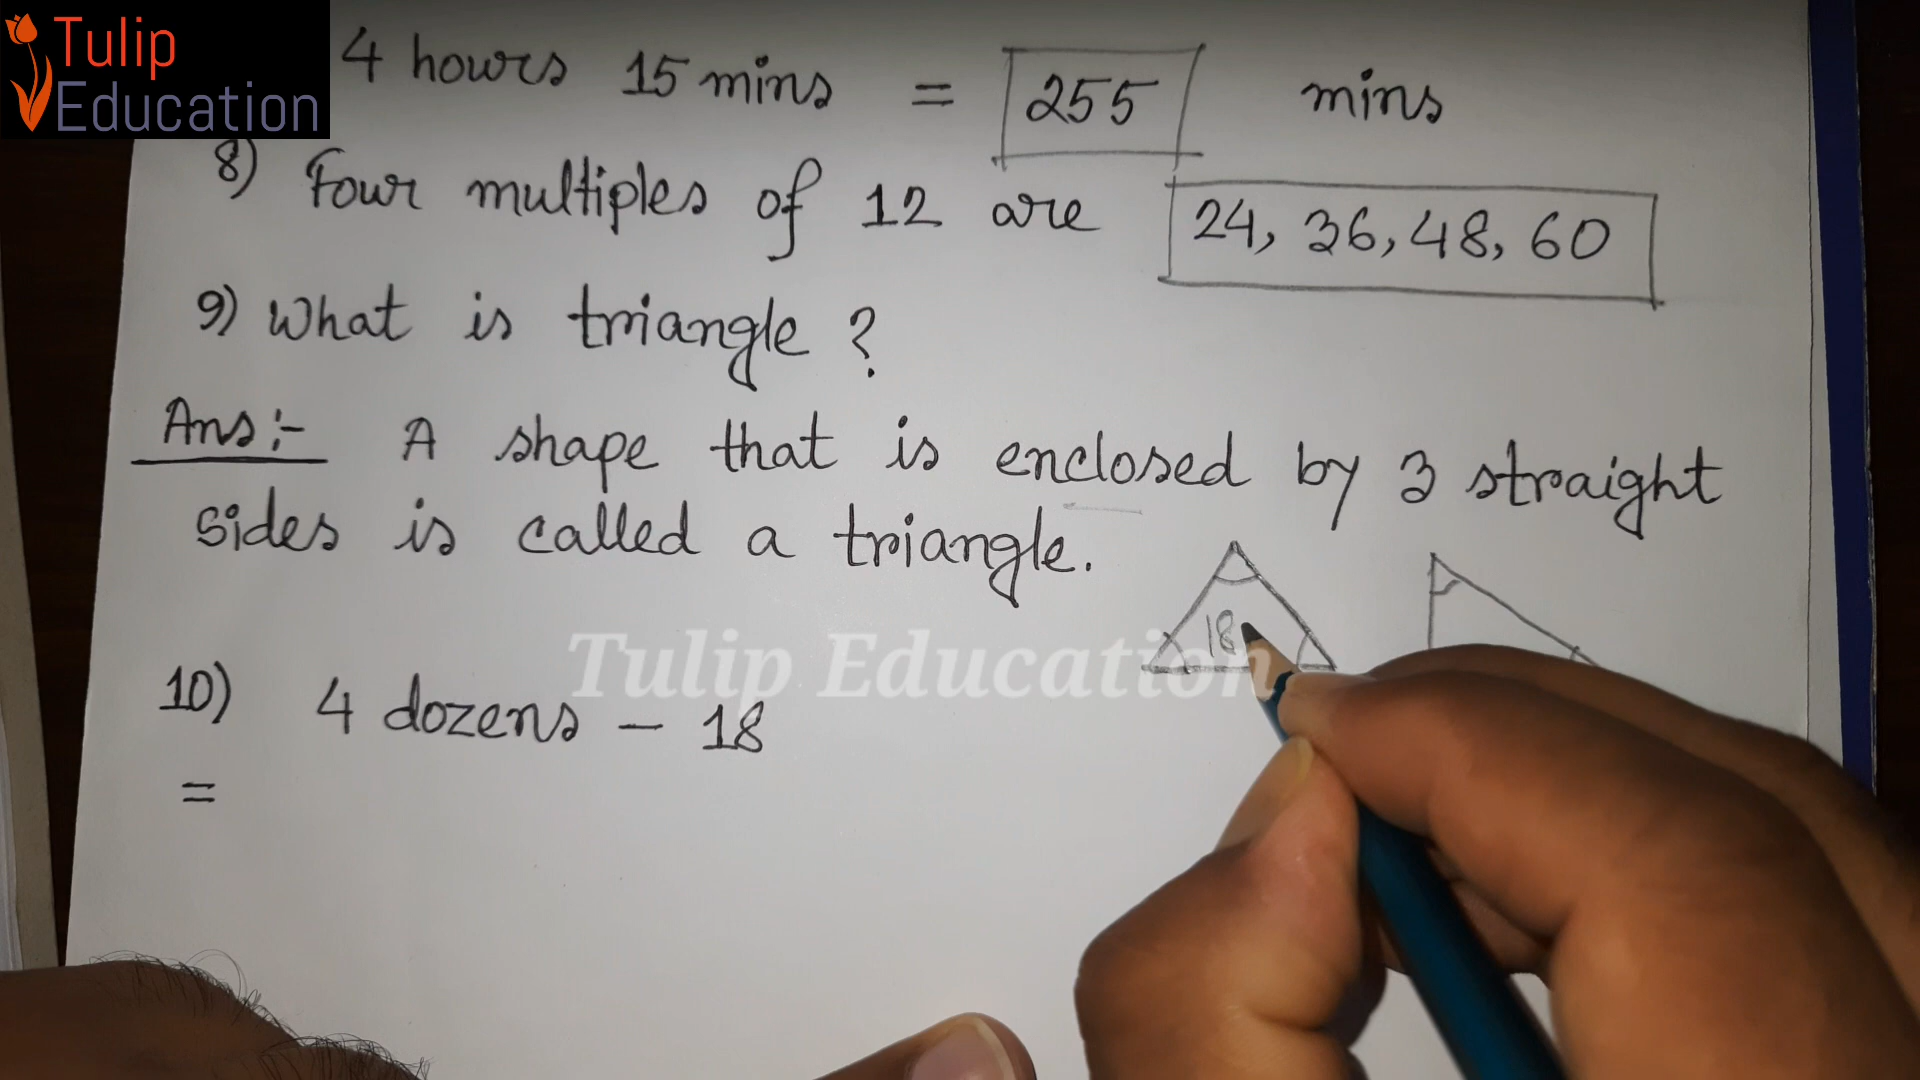 Tulip
Education
4 hours 15 mins = 255 mins
8) Four multiples of 12 are 24, 36, 48, 60
9) What is triangle ?
Ans :- A shape that is enclosed by 3 straight
sides is called a triangle.
18
Tulip Education
10) 4 dozens - 18
=